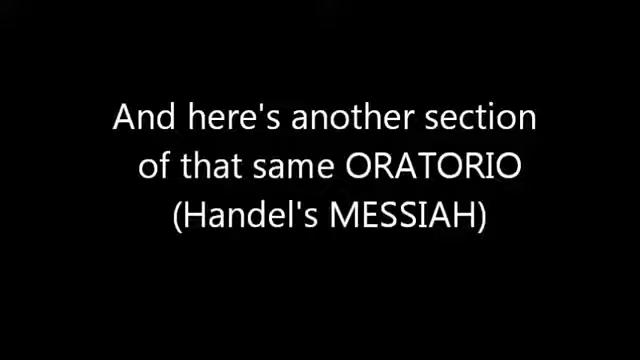 And here's another section
of that same ORATORIO
(Handel's MESSIAH)